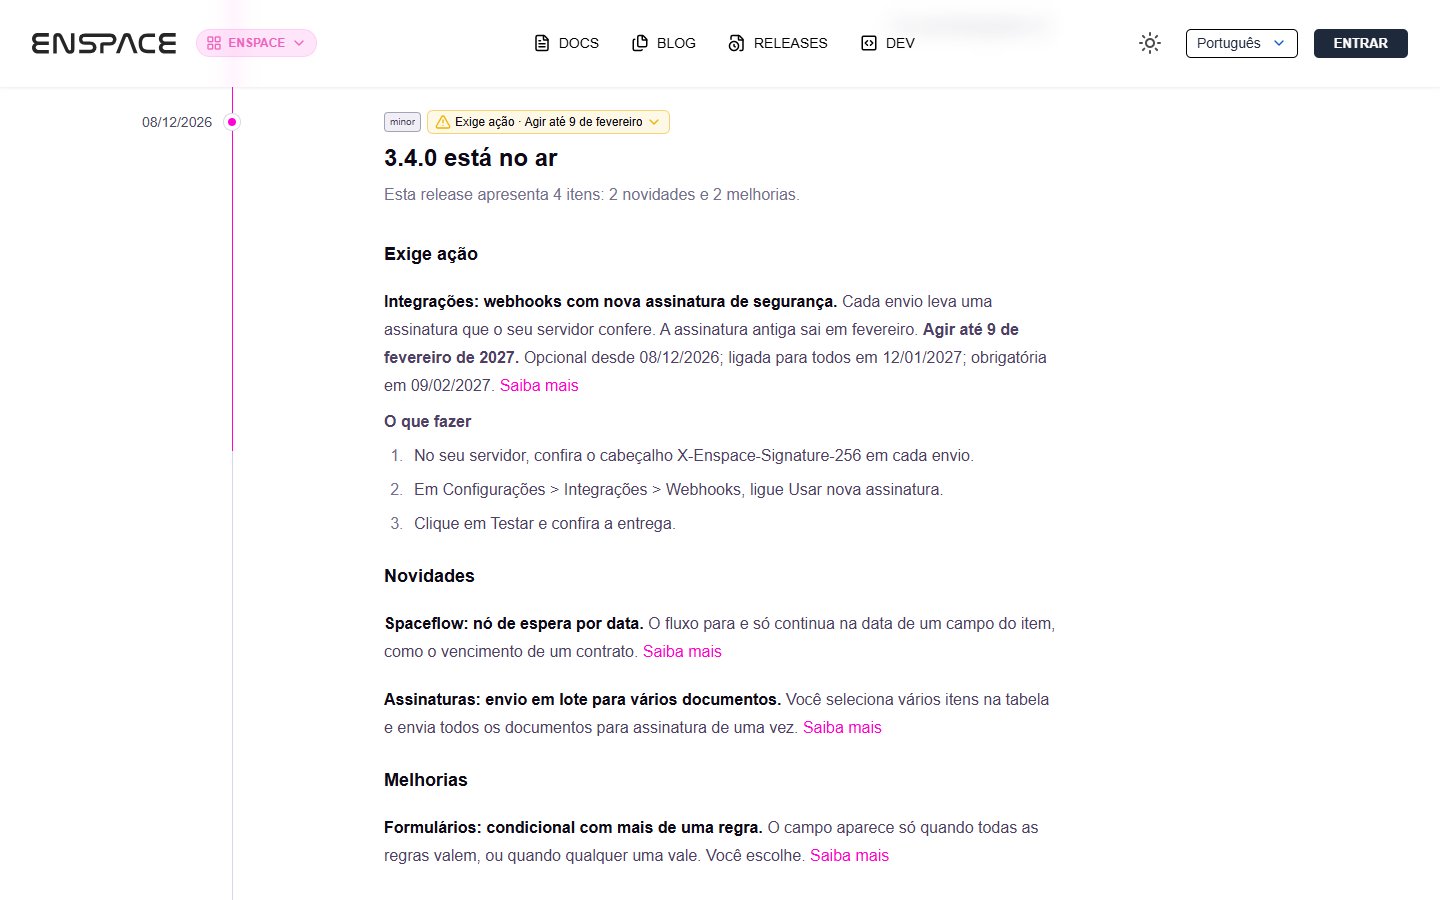 ENSPACE
ENSPACE
DOCS
BLOG
RELEASES
DEV
Português
ENTRAR
08/12/2026
minor
Exige ação · Agir até 9 de fevereiro
3.4.0 está no ar
Esta release apresenta 4 itens: 2 novidades e 2 melhorias.
Exige ação
Integrações: webhooks com nova assinatura de segurança. Cada envio leva uma
assinatura que o seu servidor confere. A assinatura antiga sai em fevereiro. Agir até 9 de
fevereiro de 2027. Opcional desde 08/12/2026; ligada para todos em 12/01/2027; obrigatória
em 09/02/2027. Saiba mais
O que fazer
1. No seu servidor, confira o cabeçalho X-Enspace-Signature-256 em cada envio.
2. Em Configurações > Integrações > Webhooks, ligue Usar nova assinatura.
3. Clique em Testar e confira a entrega.
Novidades
Spaceflow: nó de espera por data. O fluxo para e só continua na data de um campo do item,
como o vencimento de um contrato. Saiba mais
Assinaturas: envio em lote para vários documentos. Você seleciona vários itens na tabela
e envia todos os documentos para assinatura de uma vez. Saiba mais
Melhorias
Formulários: condicional com mais de uma regra. O campo aparece só quando todas as
regras valem, ou quando qualquer uma vale. Você escolhe. Saiba mais